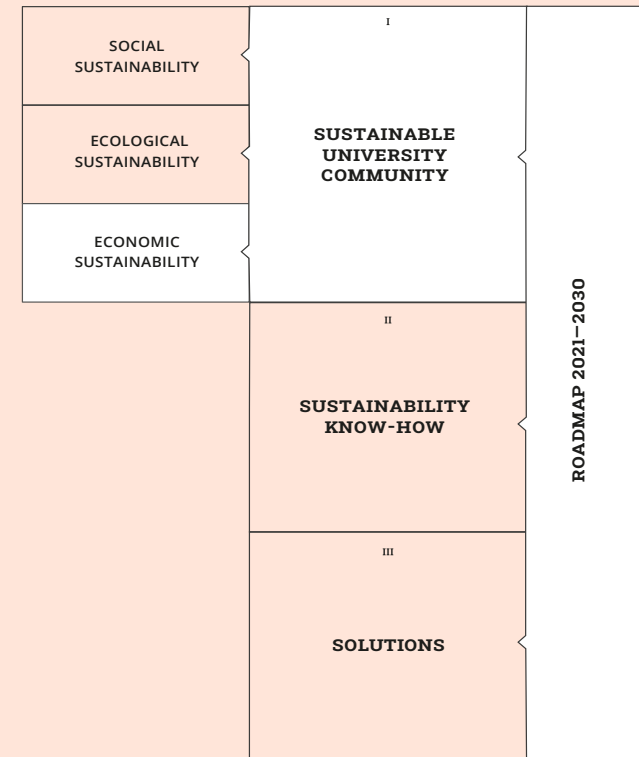 SOCIAL
SUSTAINABILITY
ECOLOGICAL
SUSTAINABILITY
ECONOMIC
SUSTAINABILITY
I
SUSTAINABLE
UNIVERSITY
COMMUNITY
II
SUSTAINABILITY
KNOW-HOW
III
SOLUTIONS
ROADMAP 2021–2030